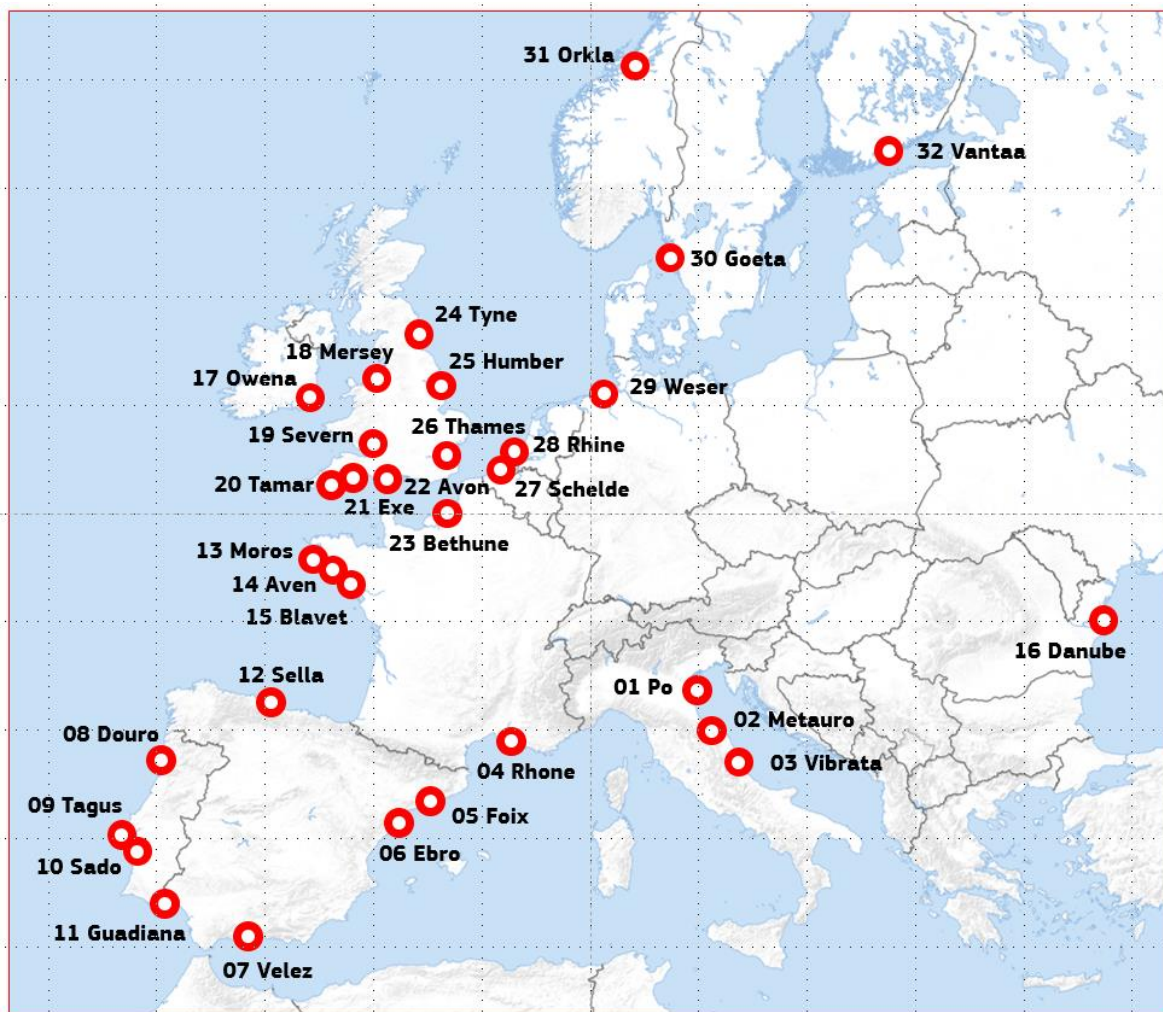 31 Orkla
32 Vantaa
30 Goeta
24 Tyne
18 Mersey
25 Humber
17 Owena
29 Weser
26 Thames
19 Severn
28 Rhine
20 Tamar
22 Avon
27 Schelde
21 Exe
23 Bethune
13 Moros
14 Aven
15 Blavet
16 Danube
12 Sella
01 Po
02 Metauro
08 Douro
03 Vibrata
04 Rhone
09 Tagus
05 Foix
06 Ebro
10 Sado
11 Guadiana
07 Velez